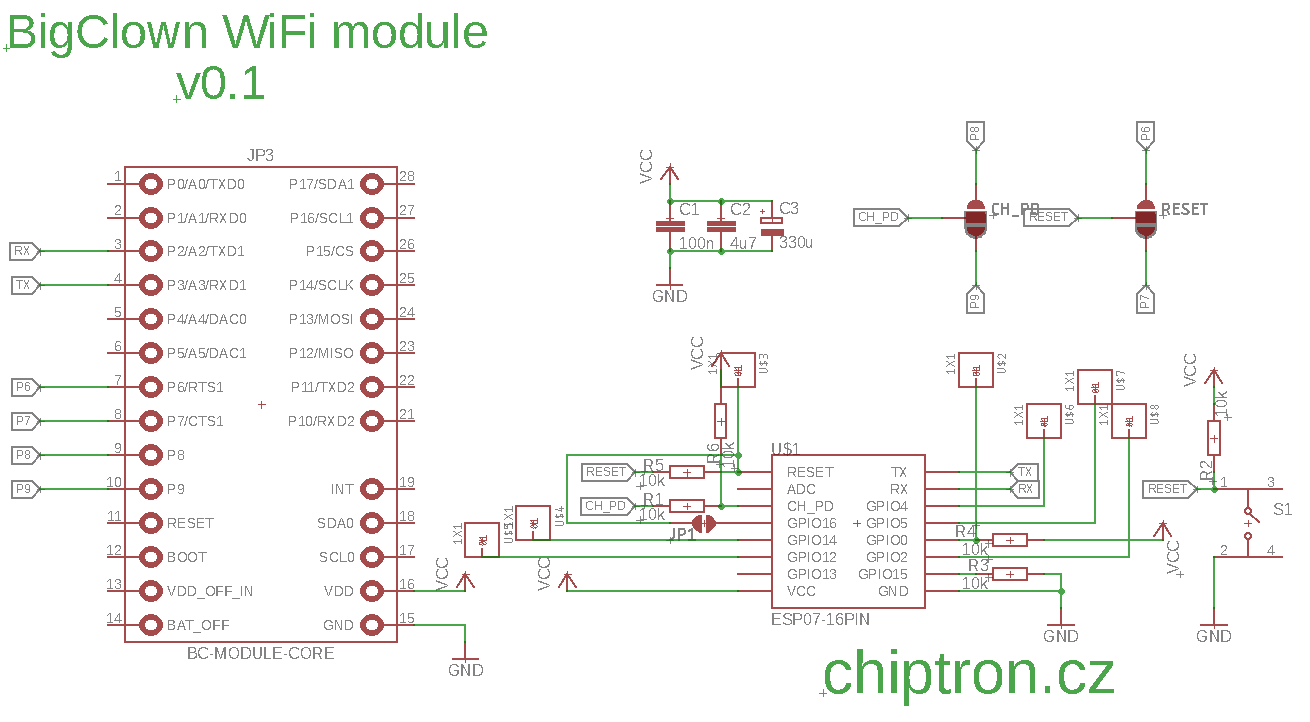 BigClown WiFi module
v0.1
JP3
1 P0/A0/TXD0 P17/SDA1 28
2 P1/A1/RXD0 P16/SCL1 27
RX 3 P2/A2/TXD1 P15/CS 26
TX 4 P3/A3/RXD1 P14/SCLK 25
5 P4/A4/DAC0 P13/MOSI 24
6 P5/A5/DAC1 P12/MISO 23
P6 7 P6/RTS1 P11/TXD2 22
P7 8 P7/CTS1 P10/RXD2 21
P8 9 P8
P9 10 P9 INT 19
11 RESET SDA0 18
12 BOOT SCL0 17
13 VDD_OFF_IN VDD 16
14 BAT_OFF GND 15
BC-MODULE-CORE
VCC
GND
VCC
C1 C2 C3
100n 4u7 330u
GND
P8
CH_PD CH_PD
P9
P6
RESET RESET
P7
VCC
1X1 U$3
R6
10k
RESET R5
10k
CH_PD R1
10k
JP1
1X1 U$4
1X1 U$5
VCC
U$1
RESET TX TX
ADC RX RX
CH_PD GPIO4
GPIO16 GPIO5
GPIO14 GPIO0
GPIO12 GPIO2
GPIO13 GPIO15
VCC GND
ESP07-16PIN
1X1 U$2
1X1 U$6
1X1 U$7
1X1 U$8
R4
10k
R3
10k
VCC
GND
VCC
10k
R2
RESET 1 3
S1
2 4
GND
chiptron.cz